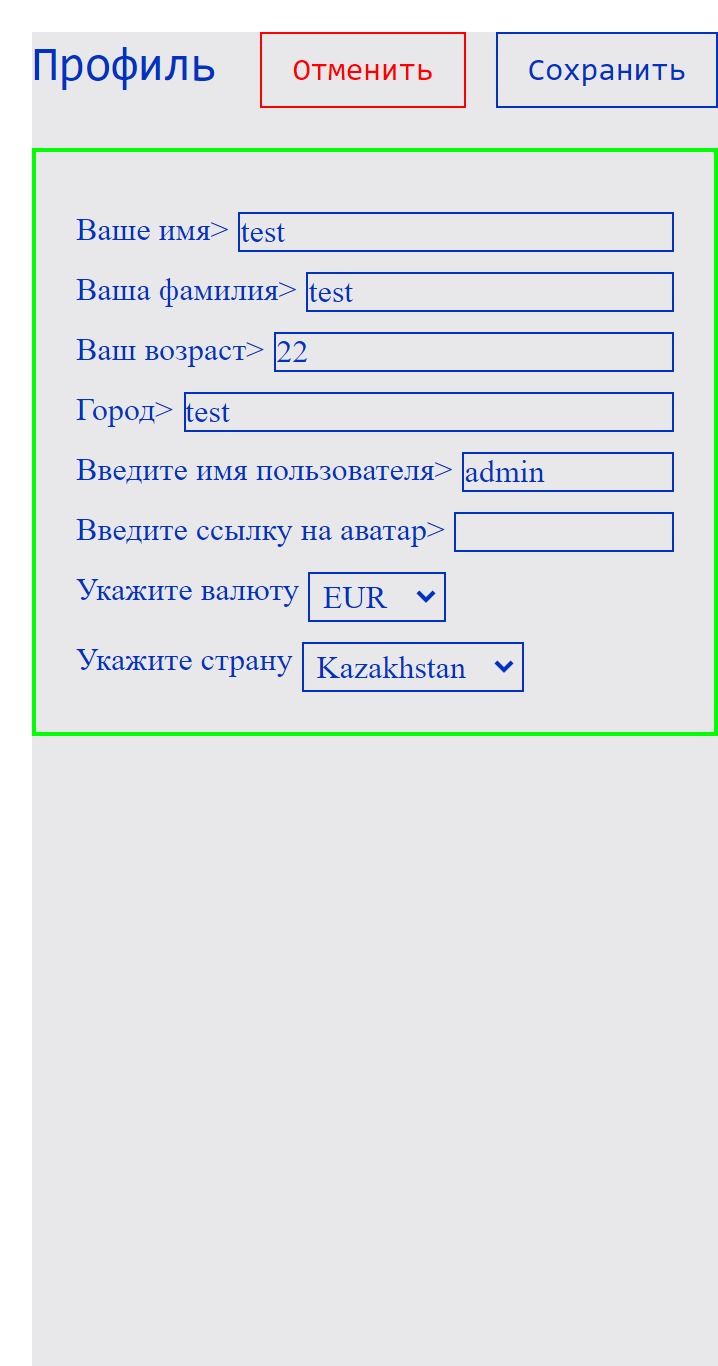 Профиль Отменить Сохранить
Ваше имя> test
Ваша фамилия> test
Ваш возраст> 22
Город> test
Введите имя пользователя> admin
Введите ссылку на аватар>
Укажите валюту EUR
Укажите страну Kazakhstan